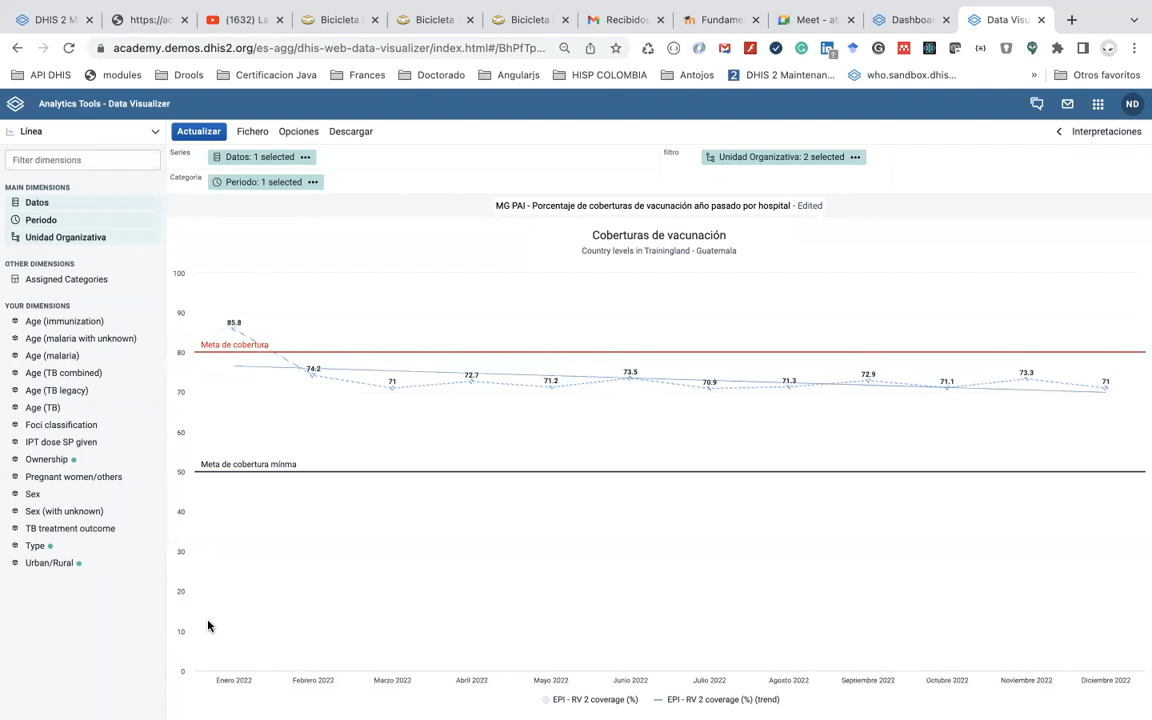 DHIS 2 M
https://ac
(1632) La
Bicicleta
Bicicleta
Bicicleta
Recibidos
Fundame
Meet - at
Dashboar
Data Visu
academy.demos.dhis2.org/es-agg/dhis-web-data-visualizer/index.html#/BhPfTp...
API DHIS
modules
Drools
Certificacion Java
Frances
Doctorado
Angularjs
HISP COLOMBIA
Antojos
DHIS 2 Maintenan...
who.sandbox.dhis...
»
Otros favoritos
Analytics Tools - Data Visualizer
ND
Línea
Actualizar
Fichero
Opciones
Descargar
Interpretaciones
Filter dimensions
Series
Datos: 1 selected
filtro
Unidad Organizativa: 2 selected
Categoría
Periodo: 1 selected
MAIN DIMENSIONS
Datos
Periodo
Unidad Organizativa
OTHER DIMENSIONS
Assigned Categories
YOUR DIMENSIONS
Age (immunization)
Age (malaria with unknown)
Age (malaria)
Age (TB combined)
Age (TB legacy)
Age (TB)
Foci classification
IPT dose SP given
Ownership
Pregnant women/others
Sex
Sex (with unknown)
TB treatment outcome
Type
Urban/Rural
MG PAI - Porcentaje de coberturas de vacunación año pasado por hospital - Edited
Coberturas de vacunación
Country levels in Trainingland - Guatemala
100
90
80
70
60
50
40
30
20
10
0
Meta de cobertura
Meta de cobertura mínma
85.8
74.2
71
72.7
71.2
73.5
70.9
71.3
72.9
71.1
73.3
71
Enero 2022
Febrero 2022
Marzo 2022
Abril 2022
Mayo 2022
Junio 2022
Julio 2022
Agosto 2022
Septiembre 2022
Octubre 2022
Noviembre 2022
Diciembre 2022
EPI - RV 2 coverage (%)
EPI - RV 2 coverage (%) (trend)